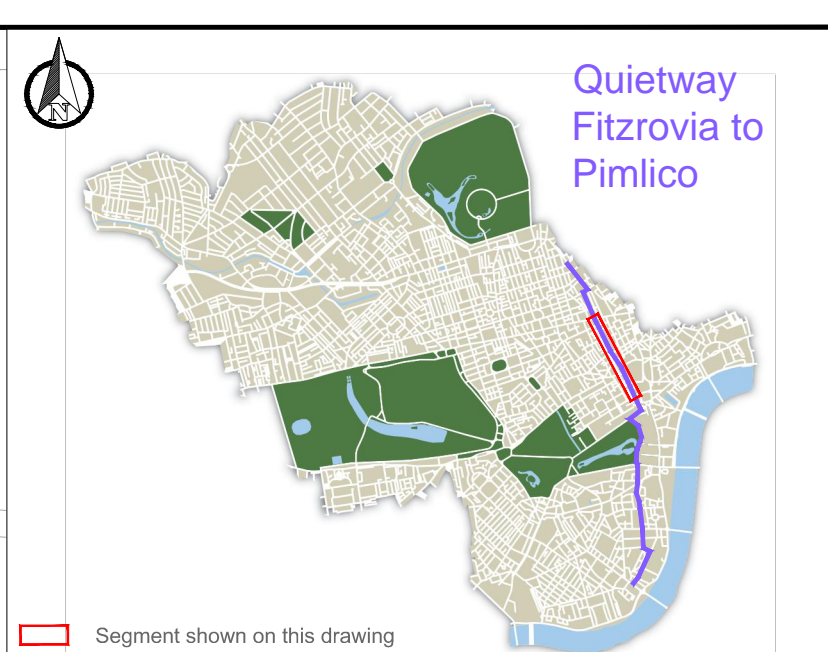 N
Quietway
Fitzrovia to
Pimlico
Segment shown on this drawing